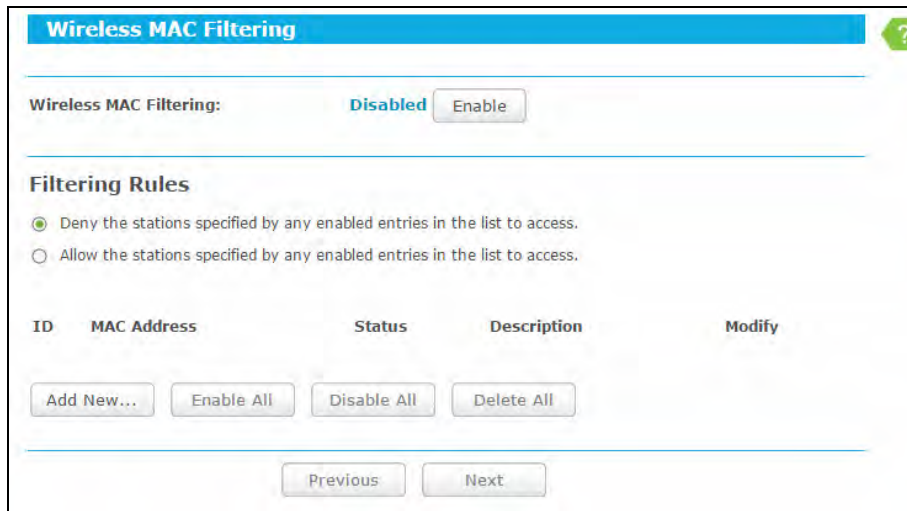 Wireless MAC Filtering
?
Wireless MAC Filtering: Disabled Enable
Filtering Rules
Deny the stations specified by any enabled entries in the list to access.
Allow the stations specified by any enabled entries in the list to access.
ID MAC Address Status Description Modify
Add New... Enable All Disable All Delete All
Previous Next